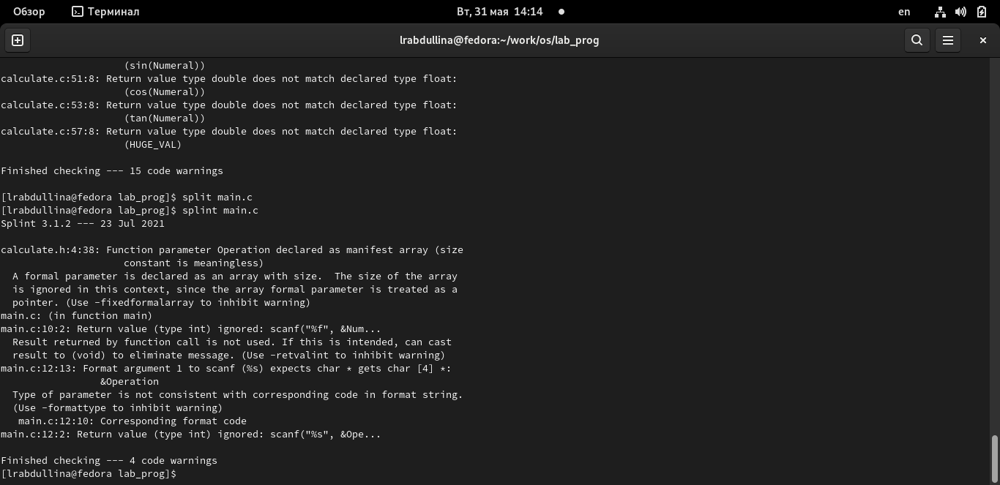 Обзор Терминал Вт, 31 мая 14:14 en
lrabdullina@fedora:~/work/os/lab_prog
(sin(Numeral))
calculate.c:51:8: Return value type double does not match declared type float:
(cos(Numeral))
calculate.c:53:8: Return value type double does not match declared type float:
(tan(Numeral))
calculate.c:57:8: Return value type double does not match declared type float:
(HUGE_VAL)
Finished checking --- 15 code warnings
[lrabdullina@fedora lab_prog]$ split main.c
[lrabdullina@fedora lab_prog]$ splint main.c
Splint 3.1.2 --- 23 Jul 2021
calculate.h:4:38: Function parameter Operation declared as manifest array (size
constant is meaningless)
A formal parameter is declared as an array with size.  The size of the array
is ignored in this context, since the array formal parameter is treated as a
pointer. (Use -fixedformalarray to inhibit warning)
main.c: (in function main)
main.c:10:2: Return value (type int) ignored: scanf("%f", &Num...
Result returned by function call is not used. If this is intended, can cast
result to (void) to eliminate message. (Use -retvalint to inhibit warning)
main.c:12:13: Format argument 1 to scanf (%s) expects char * gets char [4] *:
&Operation
Type of parameter is not consistent with corresponding code in format string.
(Use -formattype to inhibit warning)
main.c:12:10: Corresponding format code
main.c:12:2: Return value (type int) ignored: scanf("%s", &Ope...
Finished checking --- 4 code warnings
[lrabdullina@fedora lab_prog]$